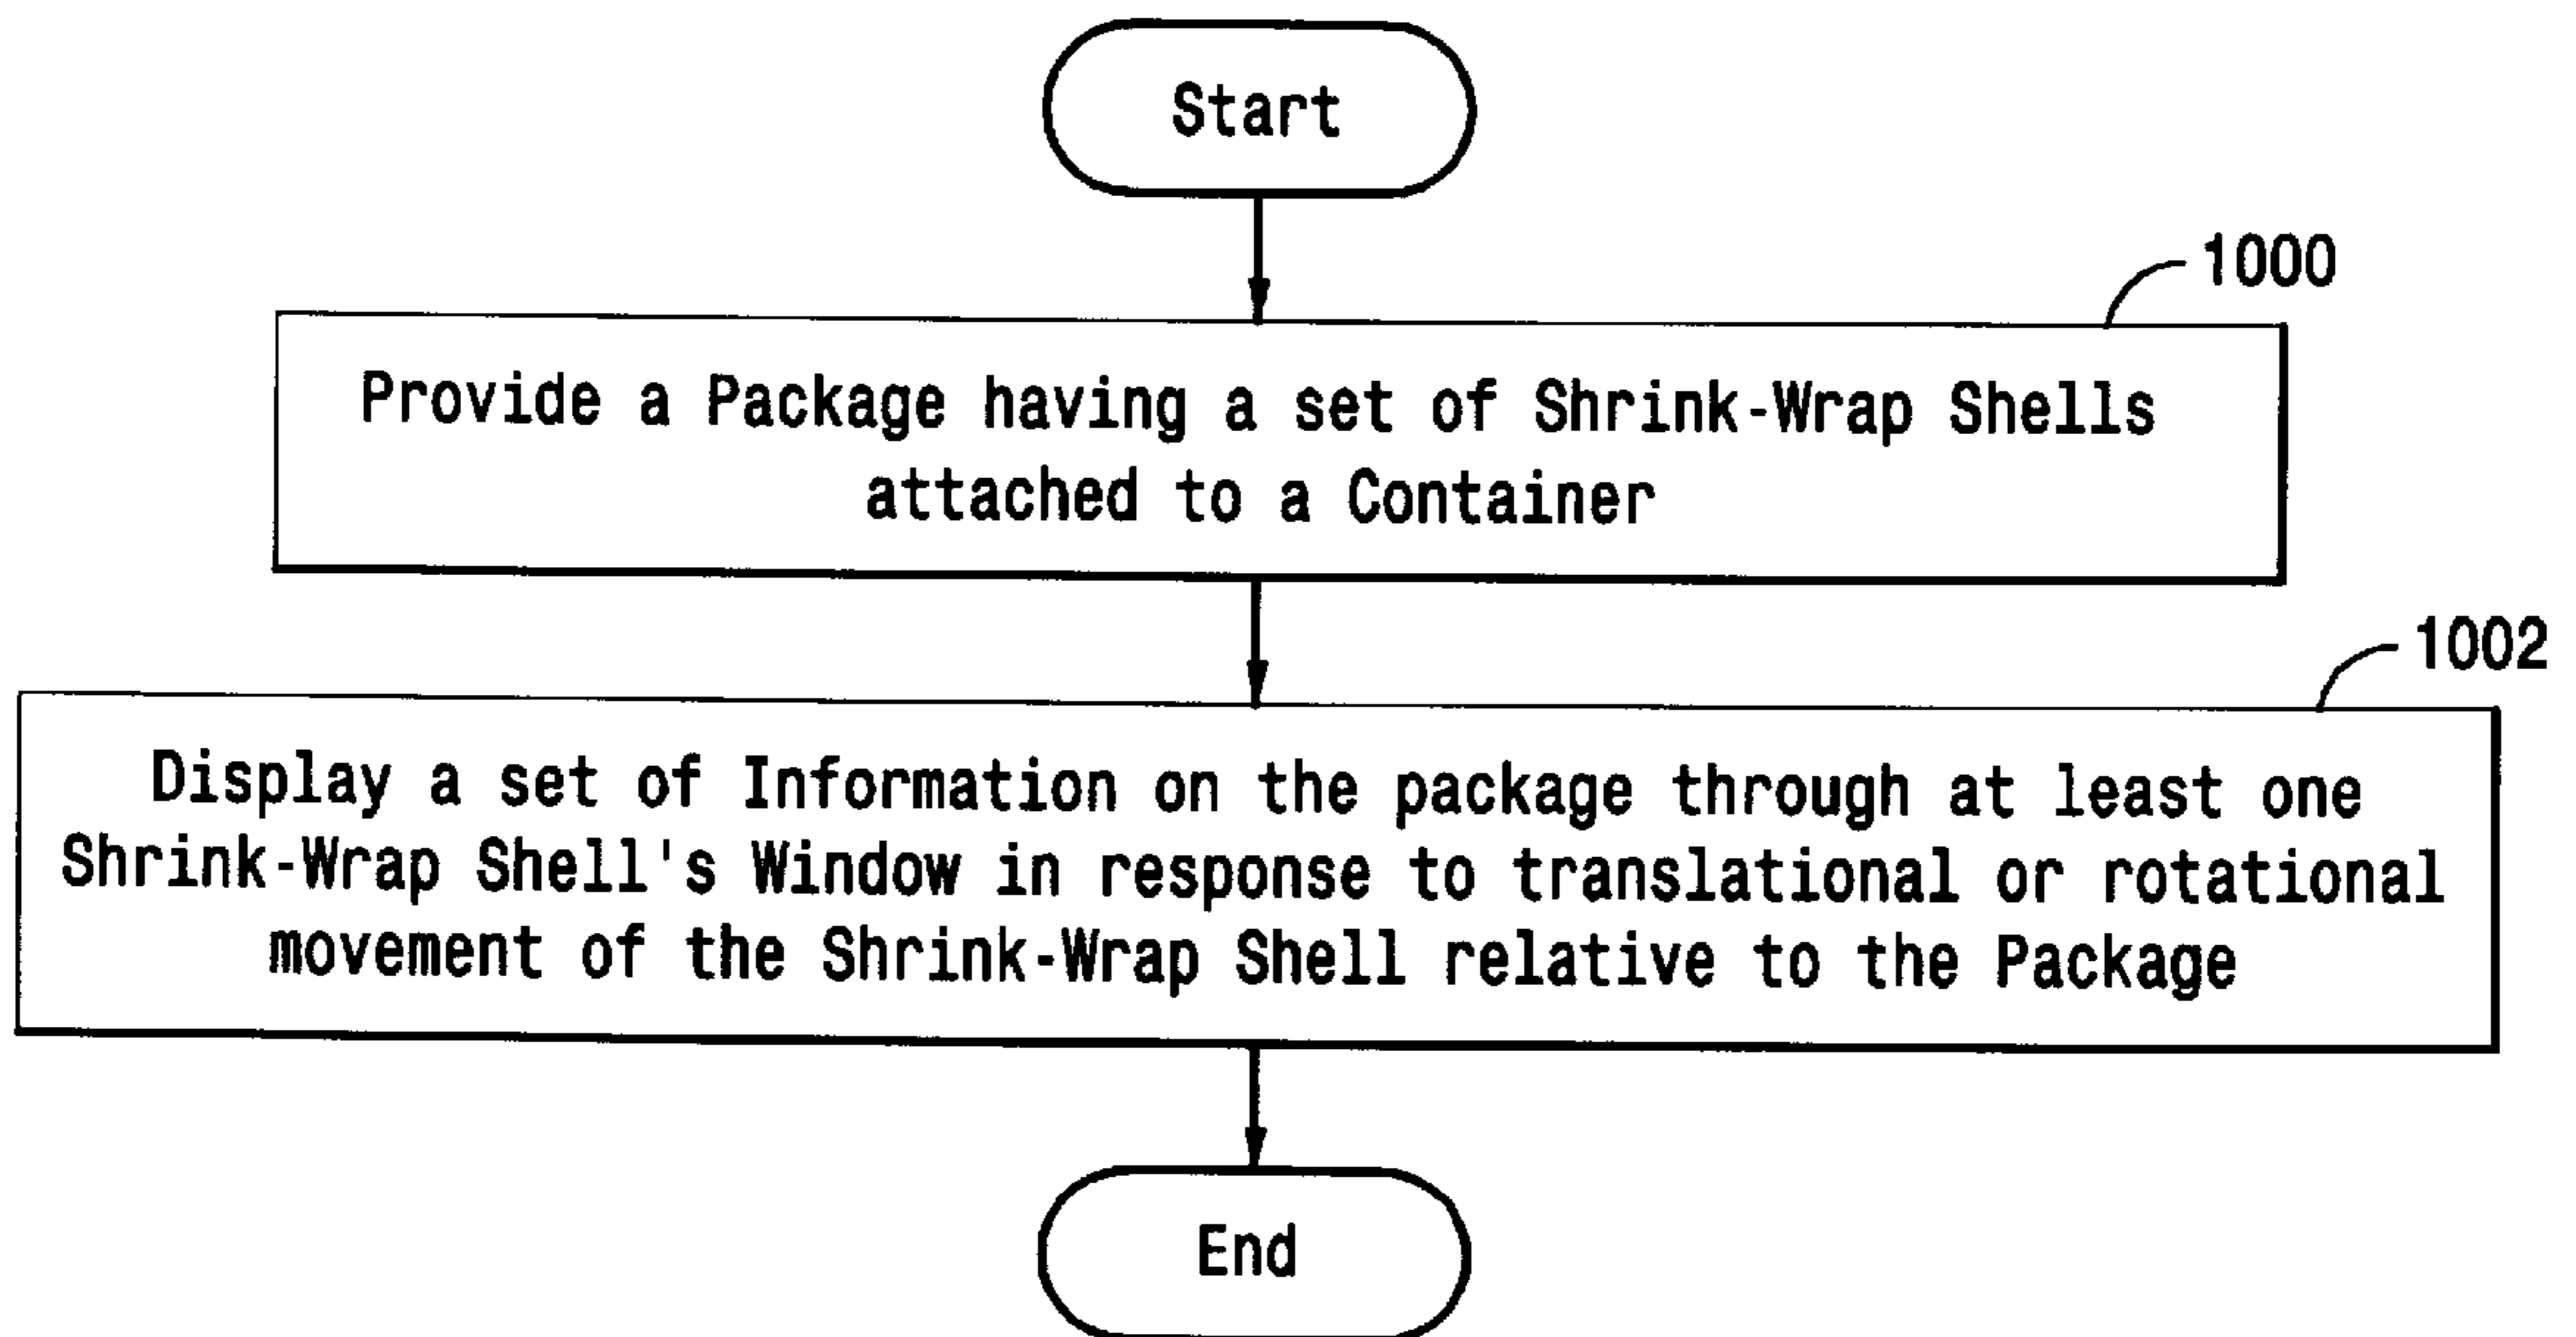 Start
1000
Provide a Package having a set of Shrink-Wrap Shells
attached to a Container
1002
Display a set of Information on the package through at least one
Shrink-Wrap Shell's Window in response to translational or rotational
movement of the Shrink-Wrap Shell relative to the Package
End